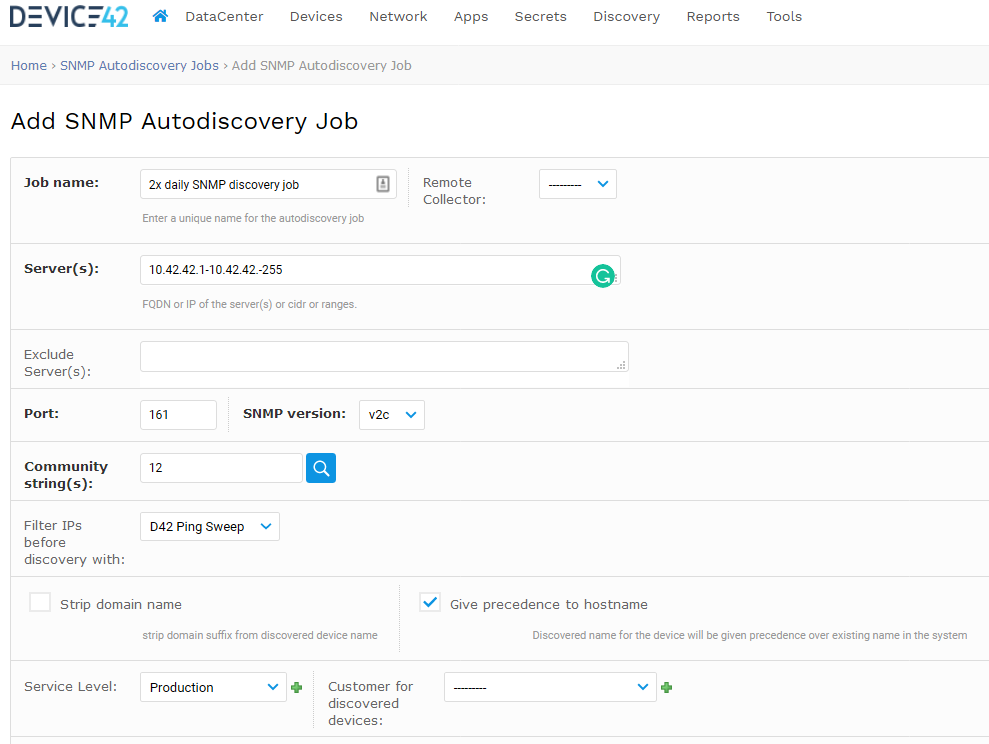 DEVICE42 DataCenter Devices Network Apps Secrets Discovery Reports Tools
Home › SNMP Autodiscovery Jobs › Add SNMP Autodiscovery Job
Add SNMP Autodiscovery Job
Job name: 2x daily SNMP discovery job Remote ---------
Collector:
Enter a unique name for the autodiscovery job
Server(s): 10.42.42.1-10.42.42.-255
FQDN or IP of the server(s) or cidr or ranges.
Exclude
Server(s):
Port: 161 SNMP version: v2c
Community 12
string(s):
Filter IPs D42 Ping Sweep
before
discovery with:
Strip domain name Give precedence to hostname
strip domain suffix from discovered device name Discovered name for the device will be given precedence over existing name in the system
Service Level: Production Customer for ---------
discovered
devices: